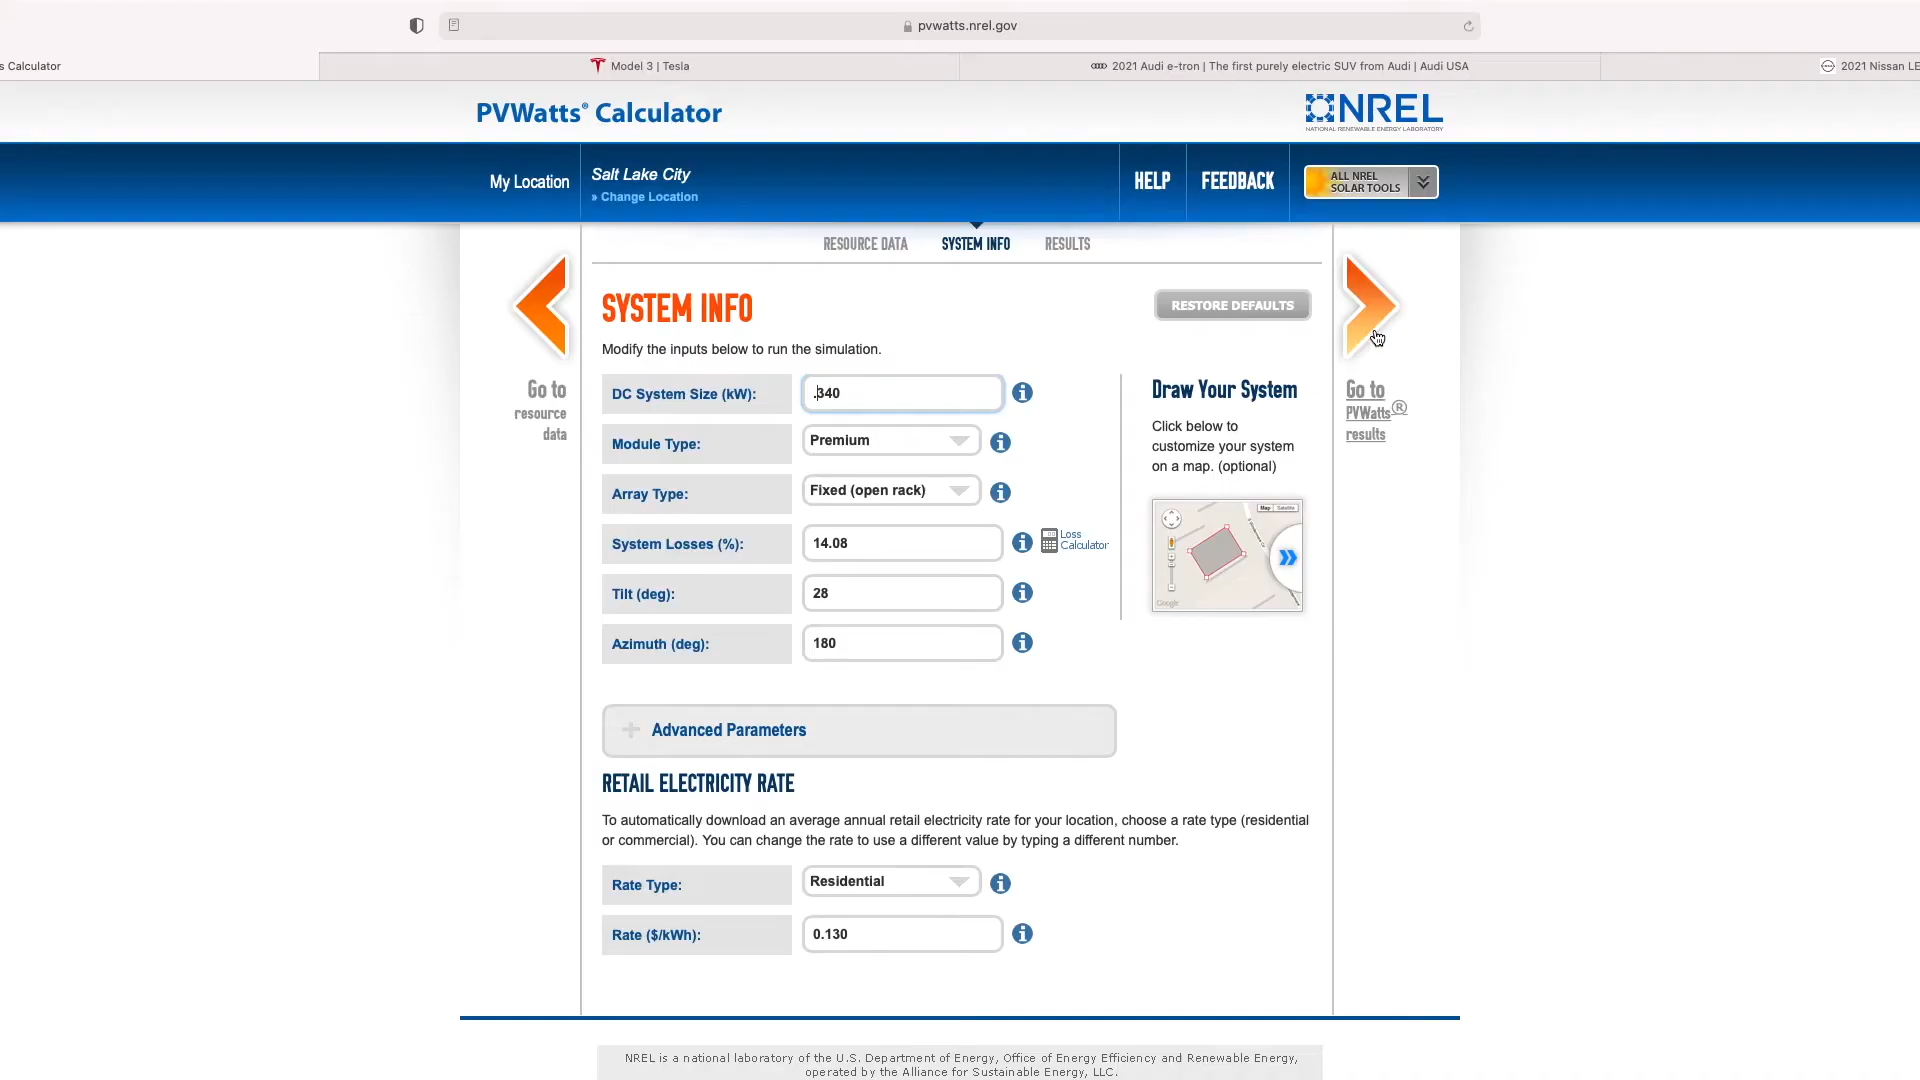 pvwatts.nrel.gov
s Calculator
Model 3 | Tesla
2021 Audi e-tron | The first purely electric SUV from Audi | Audi USA
2021 Nissan LE
PVWatts® Calculator
NREL
NATIONAL RENEWABLE ENERGY LABORATORY
My Location
Salt Lake City
» Change Location
HELP
FEEDBACK
ALL NREL
SOLAR TOOLS
RESOURCE DATA
SYSTEM INFO
RESULTS
SYSTEM INFO
RESTORE DEFAULTS
Modify the inputs below to run the simulation.
Go to
resource
data
DC System Size (kW):
.340
Module Type:
Premium
Array Type:
Fixed (open rack)
System Losses (%):
14.08
Loss
Calculator
Tilt (deg):
28
Azimuth (deg):
180
Draw Your System
Click below to
customize your system
on a map. (optional)
Map
Satellite
Google
Go to
PVWatts®
results
Advanced Parameters
RETAIL ELECTRICITY RATE
To automatically download an average annual retail electricity rate for your location, choose a rate type (residential
or commercial). You can change the rate to use a different value by typing a different number.
Rate Type:
Residential
Rate ($/kWh):
0.130
NREL is a national laboratory of the U.S. Department of Energy, Office of Energy Efficiency and Renewable Energy,
operated by the Alliance for Sustainable Energy, LLC.